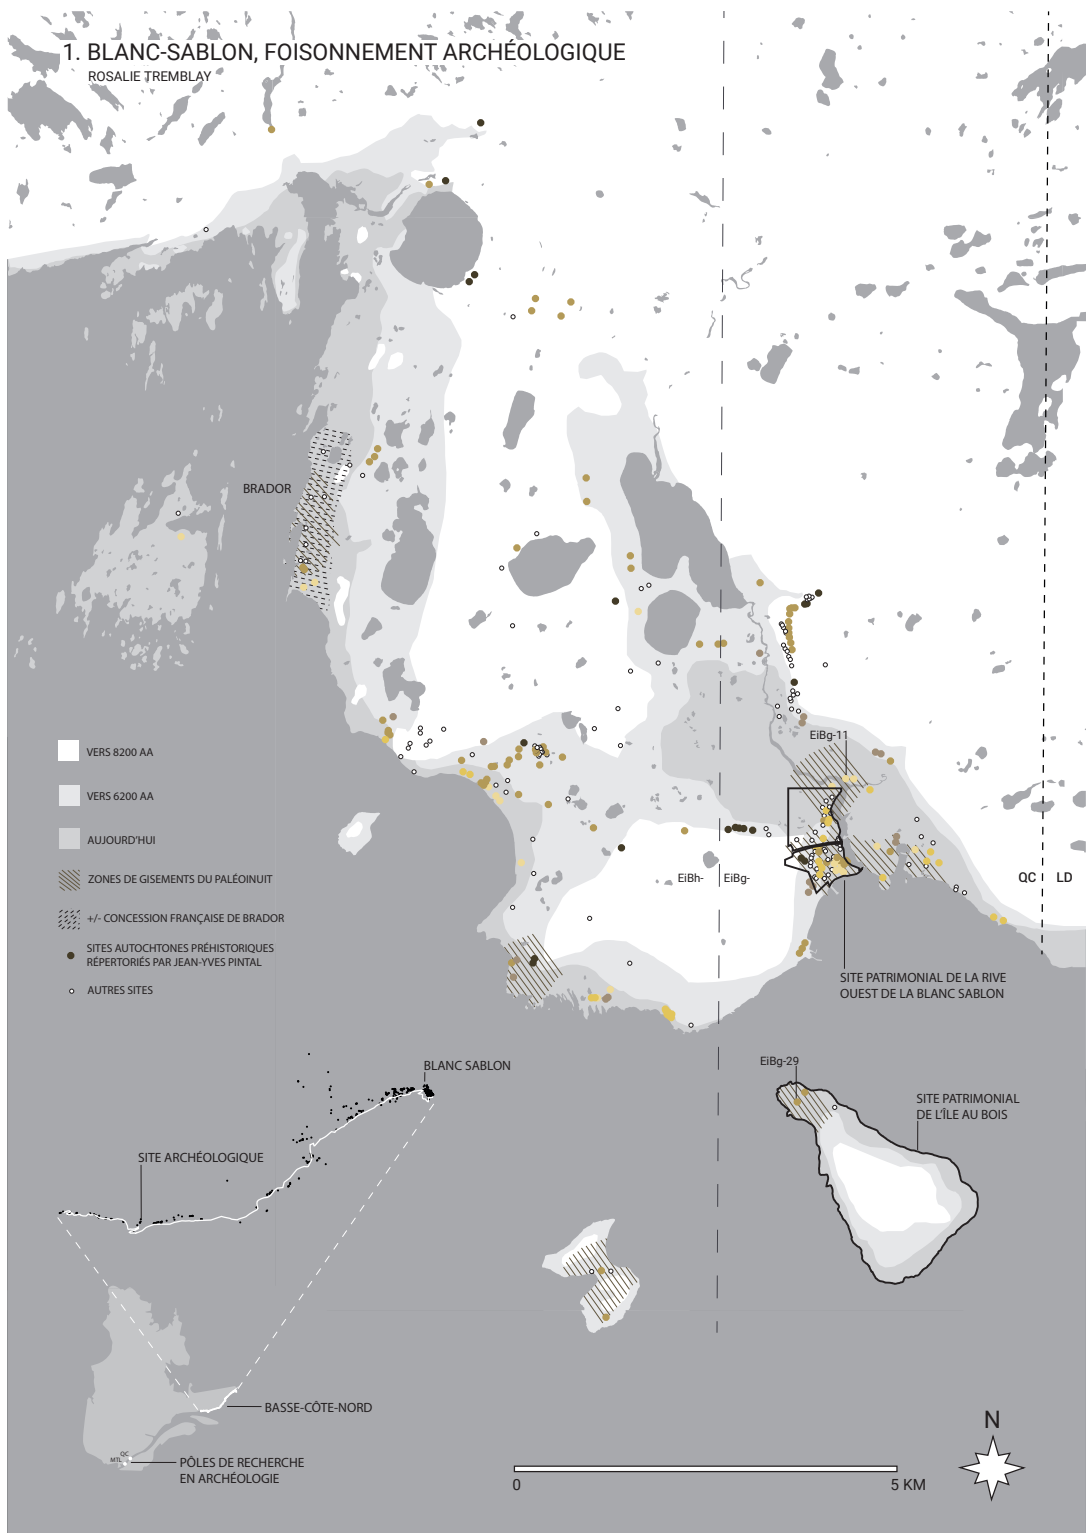 1. BLANC-SABLON, FOISONNEMENT ARCHÉOLOGIQUE
ROSALIE TREMBLAY
BRADOR
EiBg-11
VERS 8200 AA
VERS 6200 AA
AUJOURD'HUI
ZONES DE GISEMENTS DU PALÉOINUIT
+/- CONCESSION FRANÇAISE DE BRADOR
SITES AUTOCHTONES PRÉHISTORIQUES
RÉPERTORIÉS PAR JEAN-YVES PINTAL
AUTRES SITES
EiBh-
EiBg-
QC
LD
SITE PATRIMONIAL DE LA RIVE
OUEST DE LA BLANC SABLON
EiBg-29
SITE PATRIMONIAL
DE L'ÎLE AU BOIS
BLANC SABLON
SITE ARCHÉOLOGIQUE
BASSE-CÔTE-NORD
QC
MTL
PÔLES DE RECHERCHE
EN ARCHÉOLOGIE
N
0
5 KM